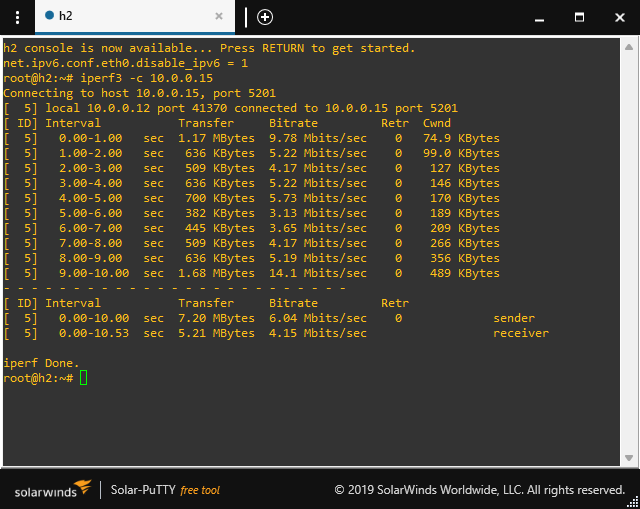 h2
h2 console is now available... Press RETURN to get started.
net.ipv6.conf.eth0.disable_ipv6 = 1
root@h2:~# iperf3 -c 10.0.0.15
Connecting to host 10.0.0.15, port 5201
[  5] local 10.0.0.12 port 41370 connected to 10.0.0.15 port 5201
[ ID] Interval           Transfer     Bitrate         Retr  Cwnd
[  5]   0.00-1.00   sec  1.17 MBytes  9.78 Mbits/sec    0   74.9 KBytes
[  5]   1.00-2.00   sec   636 KBytes  5.22 Mbits/sec    0   99.0 KBytes
[  5]   2.00-3.00   sec   509 KBytes  4.17 Mbits/sec    0    127 KBytes
[  5]   3.00-4.00   sec   636 KBytes  5.22 Mbits/sec    0    146 KBytes
[  5]   4.00-5.00   sec   700 KBytes  5.73 Mbits/sec    0    170 KBytes
[  5]   5.00-6.00   sec   382 KBytes  3.13 Mbits/sec    0    189 KBytes
[  5]   6.00-7.00   sec   445 KBytes  3.65 Mbits/sec    0    209 KBytes
[  5]   7.00-8.00   sec   509 KBytes  4.17 Mbits/sec    0    266 KBytes
[  5]   8.00-9.00   sec   636 KBytes  5.19 Mbits/sec    0    356 KBytes
[  5]   9.00-10.00  sec  1.68 MBytes  14.1 Mbits/sec    0    489 KBytes
- - - - - - - - - - - - - - - - - - - - - - - - -
[ ID] Interval           Transfer     Bitrate         Retr
[  5]   0.00-10.00  sec  7.20 MBytes  6.04 Mbits/sec    0             sender
[  5]   0.00-10.53  sec  5.21 MBytes  4.15 Mbits/sec                  receiver
iperf Done.
root@h2:~#
solarwinds Solar-PuTTY free tool © 2019 SolarWinds Worldwide, LLC. All rights reserved.